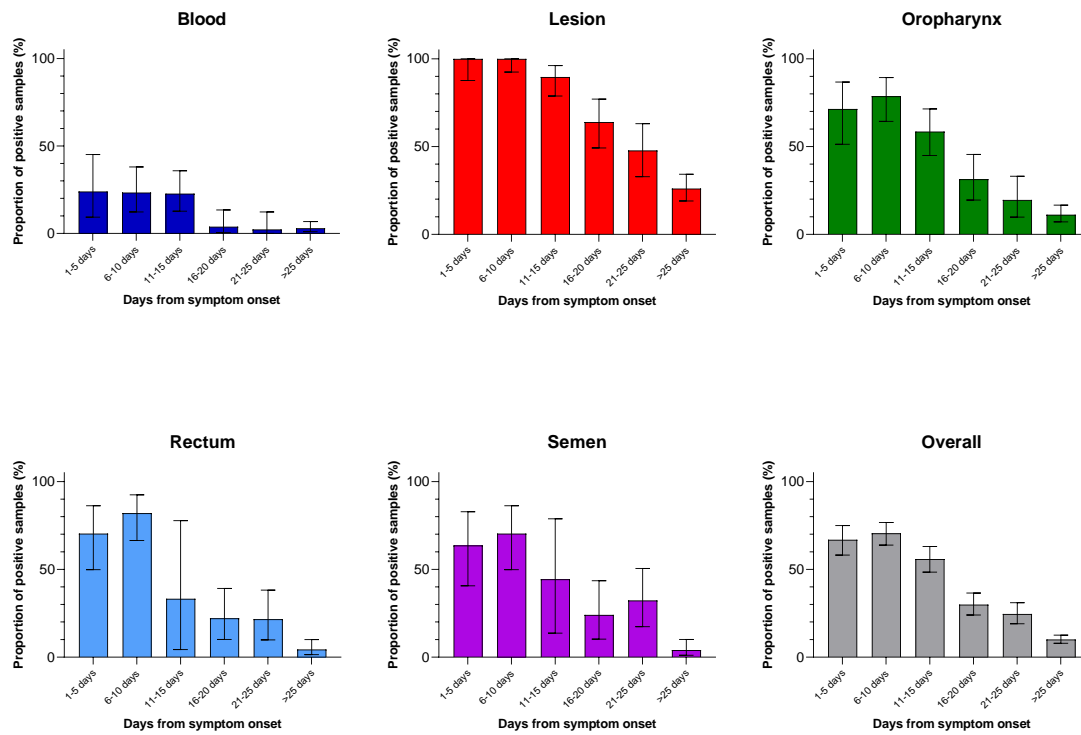 Blood
Proportion of positive samples (%)
100
50
0
1-5 days
6-10 days
11-15 days
16-20 days
21-25 days
>25 days
Days from symptom onset
Lesion
Proportion of positive samples (%)
100
50
0
1-5 days
6-10 days
11-15 days
16-20 days
21-25 days
>25 days
Days from symptom onset
Oropharynx
Proportion of positive samples (%)
100
50
0
1-5 days
6-10 days
11-15 days
16-20 days
21-25 days
>25 days
Days from symptom onset
Rectum
Proportion of positive samples (%)
100
50
0
1-5 days
6-10 days
11-15 days
16-20 days
21-25 days
>25 days
Days from symptom onset
Semen
Proportion of positive samples (%)
100
50
0
1-5 days
6-10 days
11-15 days
16-20 days
21-25 days
>25 days
Days from symptom onset
Overall
Proportion of positive samples (%)
100
50
0
1-5 days
6-10 days
11-15 days
16-20 days
21-25 days
>25 days
Days from symptom onset